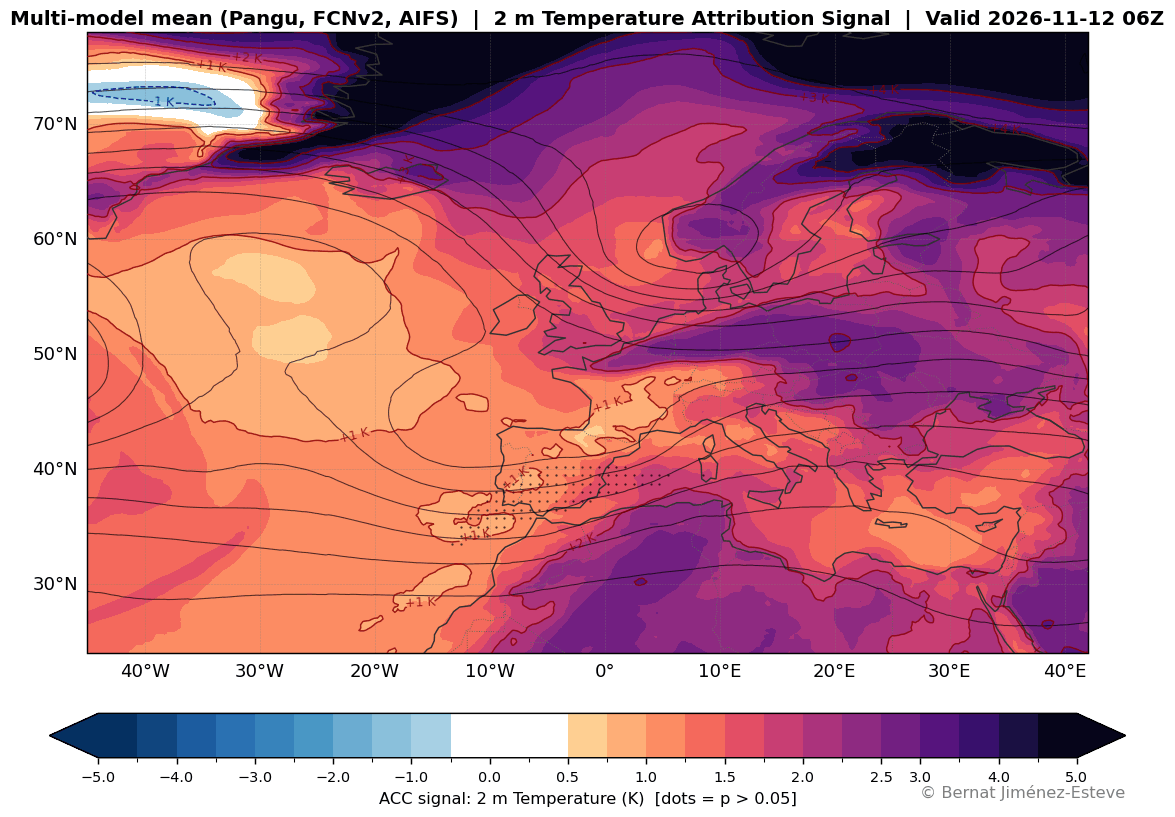 Multi-model mean (Pangu, FCNv2, AIFS) | 2 m Temperature Attribution Signal | Valid 2026-11-12 06Z
+2 K
+1 K
-1 K
+3 K
70°N
60°N
50°N
+1 K
+1 K
40°N
+1 K
+1 K
+2 K
30°N
+1 K
40°W 30°W 20°W 10°W 0° 10°E 20°E 30°E 40°E
−5.0 −4.0 −3.0 −2.0 −1.0 0.0 0.5 1.0 1.5 2.0 2.5 3.0 4.0 5.0
ACC signal: 2 m Temperature (K) [dots = p > 0.05]
© Bernat Jiménez-Esteve